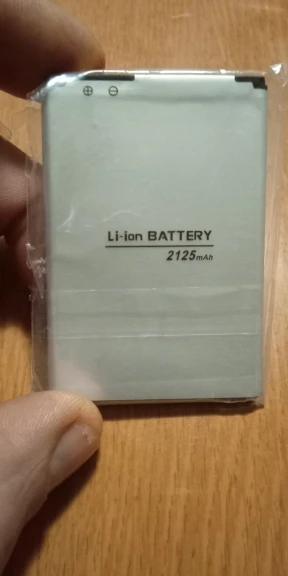 ⊕ ⊖
Li-ion BATTERY
2125mAh